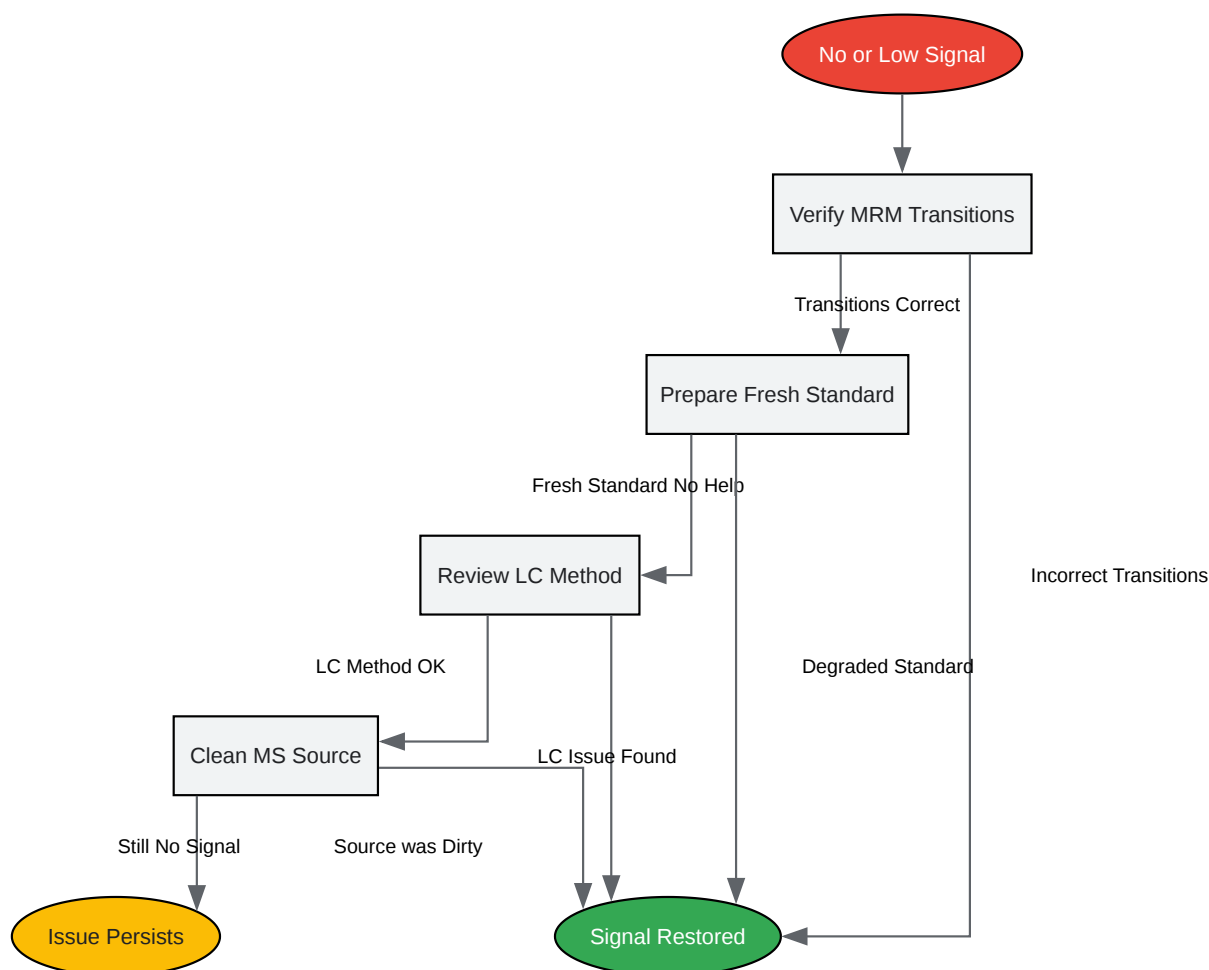 No or Low Signal
Verify MRM Transitions
Transitions Correct
Prepare Fresh Standard
Fresh Standard No Help
Review LC Method
Incorrect Transitions
LC Method OK
Degraded Standard
Clean MS Source
LC Issue Found
Still No Signal
Source was Dirty
Issue Persists
Signal Restored